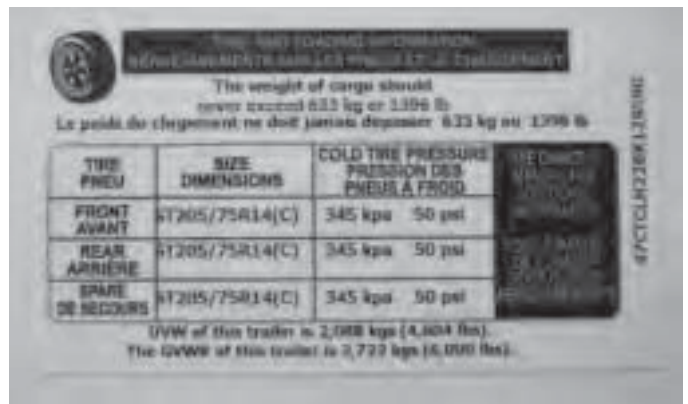 TIRE AND LOADING INFORMATION
RENSEIGNEMENTS SUR LES PNEUS ET LE CHARGEMENT
The weight of cargo should
never exceed 633 kg or 1396 lb
Le poids du chargement ne doit jamais depasser 633 kg ou 1396 lb
TIRE
PNEU
SIZE
DIMENSIONS
COLD TIRE PRESSURE
PRESSION DES
PNEUS A FROID
FRONT
AVANT
ST205/75R14(C)
345 kpa 50 psi
REAR
ARRIERE
ST205/75R14(C)
345 kpa 50 psi
SPARE
DE SECOURS
ST205/75R14(C)
345 kpa 50 psi
UVW of this trailer is 2,088 kgs (4,604 lbs).
The GVWR of this trailer is 2,722 kgs (6,000 lbs).